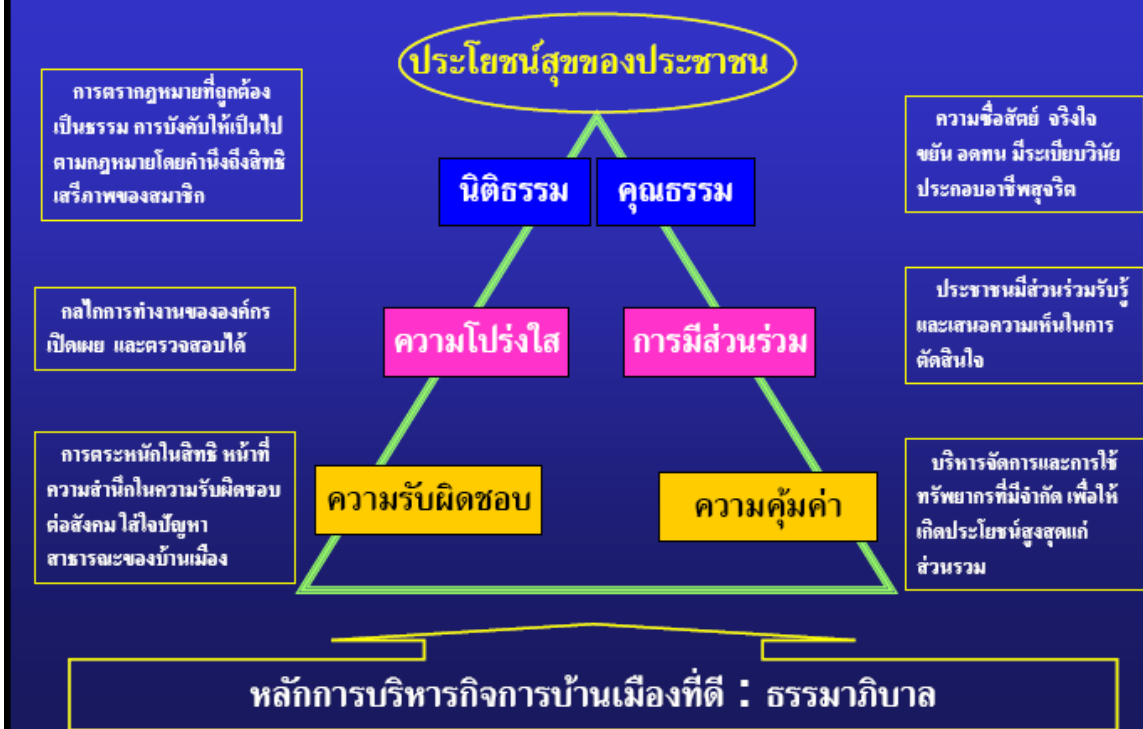 ประโยชน์สุขของประชาชน
การตรากฎหมายที่ถูกต้อง
เป็นธรรม การบังคับให้เป็นไป
ตามกฎหมายโดยคำนึงถึงสิทธิ
เสรีภาพของสมาชิก
นิติธรรม
คุณธรรม
ความซื่อสัตย์ จริงใจ
ขยัน อดทน มีระเบียบวินัย
ประกอบอาชีพสุจริต
กลไกการทำงานขององค์กร
เปิดเผย และตรวจสอบได้
ความโปร่งใส
การมีส่วนร่วม
ประชาชนมีส่วนร่วมรับรู้
และเสนอความเห็นในการ
ตัดสินใจ
การตระหนักในสิทธิ หน้าที่
ความสำนึกในความรับผิดชอบ
ต่อสังคม ใส่ใจปัญหา
สาธารณะของบ้านเมือง
ความรับผิดชอบ
ความคุ้มค่า
บริหารจัดการและการใช้
ทรัพยากรที่มีจำกัด เพื่อให้
เกิดประโยชน์สูงสุดแก่
ส่วนรวม
หลักการบริหารกิจการบ้านเมืองที่ดี : ธรรมาภิบาล